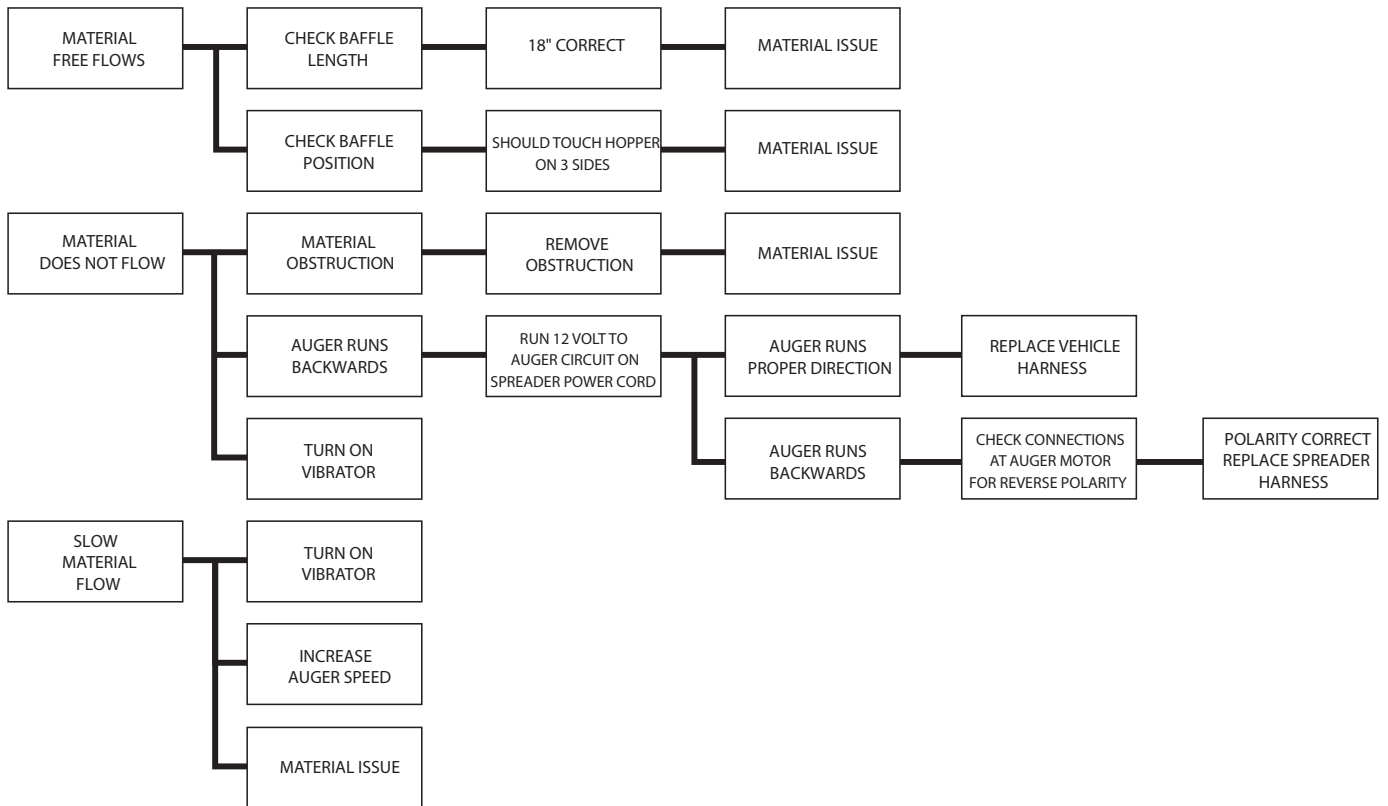 MATERIAL
FREE FLOWS
CHECK BAFFLE
LENGTH
18" CORRECT
MATERIAL ISSUE
CHECK BAFFLE
POSITION
SHOULD TOUCH HOPPER
ON 3 SIDES
MATERIAL ISSUE
MATERIAL
DOES NOT FLOW
MATERIAL
OBSTRUCTION
REMOVE
OBSTRUCTION
MATERIAL ISSUE
AUGER RUNS
BACKWARDS
RUN 12 VOLT TO
AUGER CIRCUIT ON
SPREADER POWER CORD
AUGER RUNS
PROPER DIRECTION
REPLACE VEHICLE
HARNESS
TURN ON
VIBRATOR
AUGER RUNS
BACKWARDS
CHECK CONNECTIONS
AT AUGER MOTOR
FOR REVERSE POLARITY
POLARITY CORRECT
REPLACE SPREADER
HARNESS
SLOW
MATERIAL
FLOW
TURN ON
VIBRATOR
INCREASE
AUGER SPEED
MATERIAL ISSUE